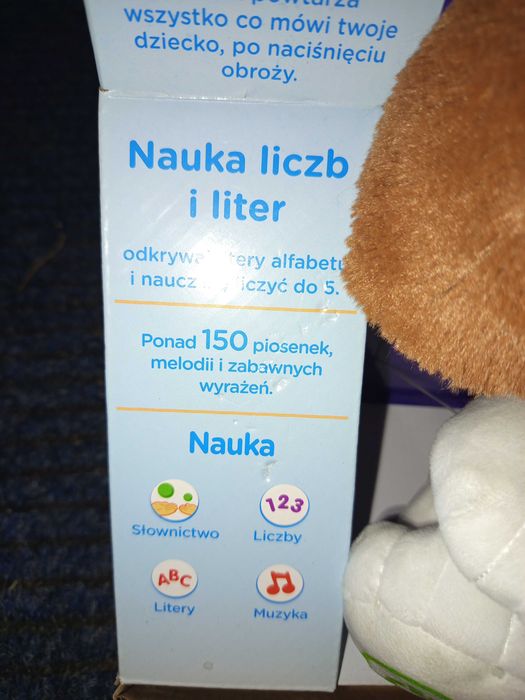 wszystko co mówi twoje
dziecko, po naciśnięciu
obroży.
Nauka liczb
i liter
alfabetu
i do 5.
Ponad 150 piosenek,
melodii i zabawnych
wyrażeń.
Nauka
Słownictwo
123
Liczby
ABC
Litery
Muzyka